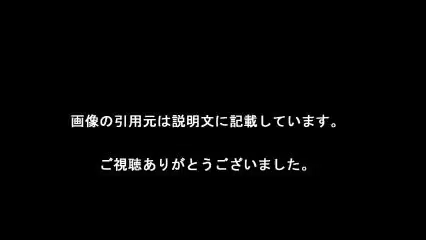 画像の引用元は説明文に記載しています。
ご視聴ありがとうございました。